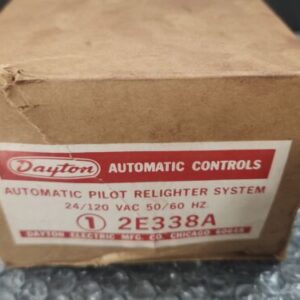 Dayton AUTOMATIC CONTROLS
AUTOMATIC PILOT RELIGHTER SYSTEM
24/120 VAC 50/60 HZ
1 2E338A
DAYTON ELECTRIC MFG. CO. CHICAGO 60648